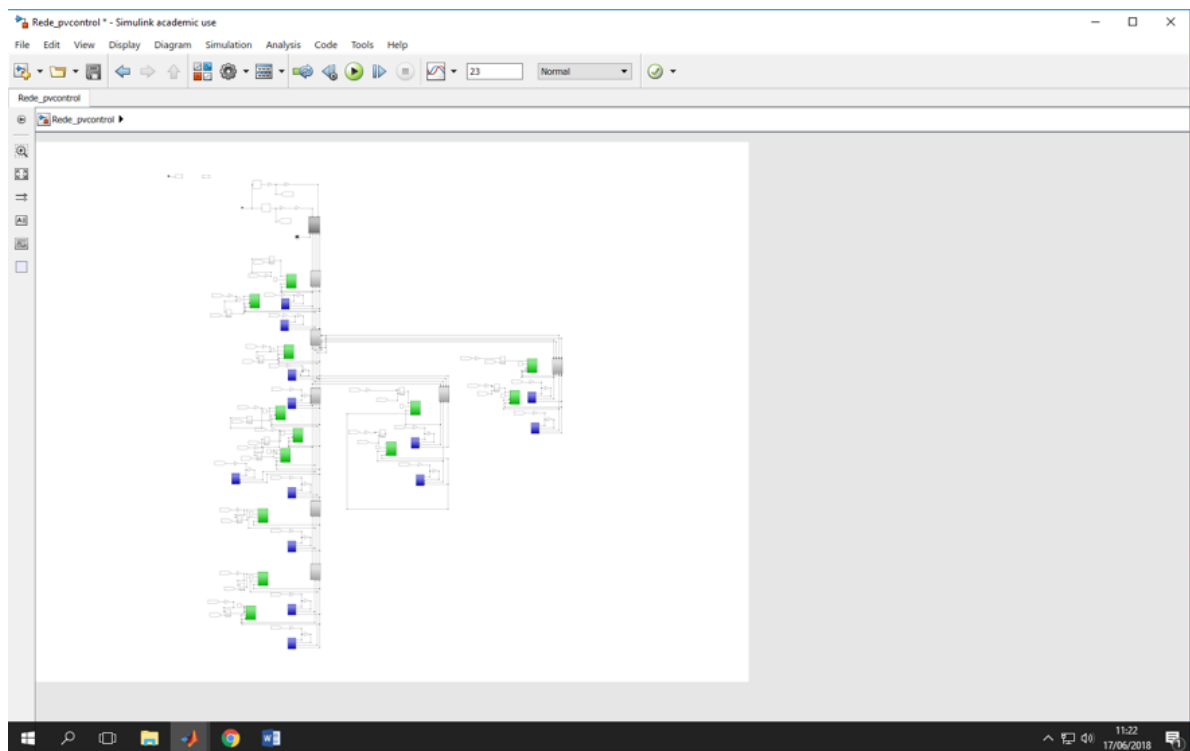 Rede_pvcontrol * - Simulink academic use
File Edit View Display Diagram Simulation Analysis Code Tools Help
23 Normal
Rede_pvcontrol
Rede_pvcontrol
11:22
17/06/2018